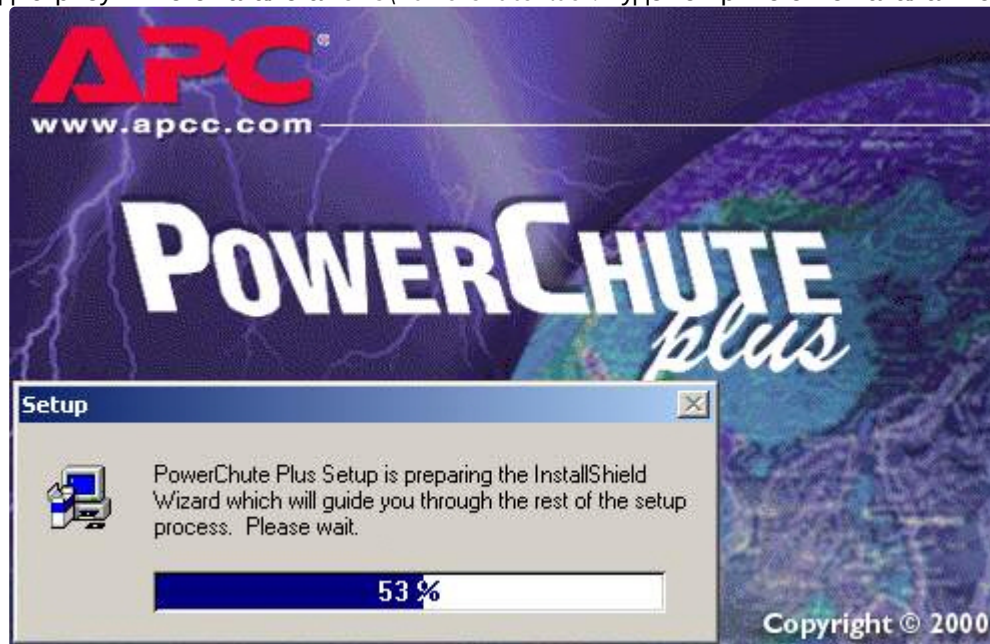 APC®
www.apcc.com
POWERCHUTE
plus
Setup
PowerChute Plus Setup is preparing the InstallShield
Wizard which will guide you through the rest of the setup
process. Please wait.
53 %
Copyright © 2000